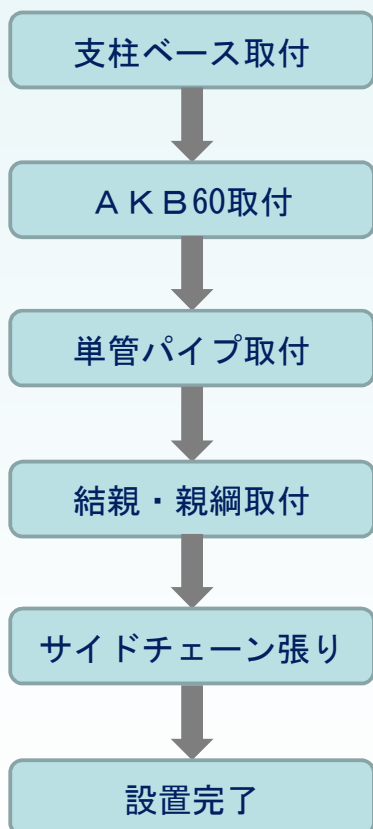 支柱ベース取付
ＡＫＢ60取付
単管パイプ取付
結親・親綱取付
サイドチェーン張り
設置完了